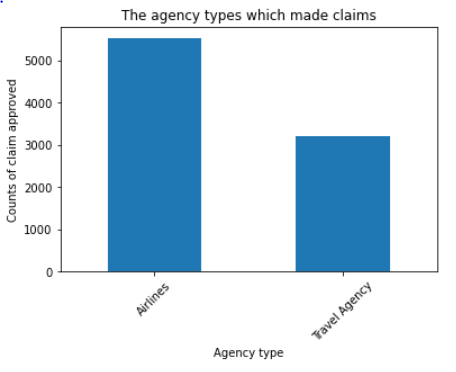 The agency types which made claims
Counts of claim approved
5000
4000
3000
2000
1000
0
Airlines
Travel Agency
Agency type